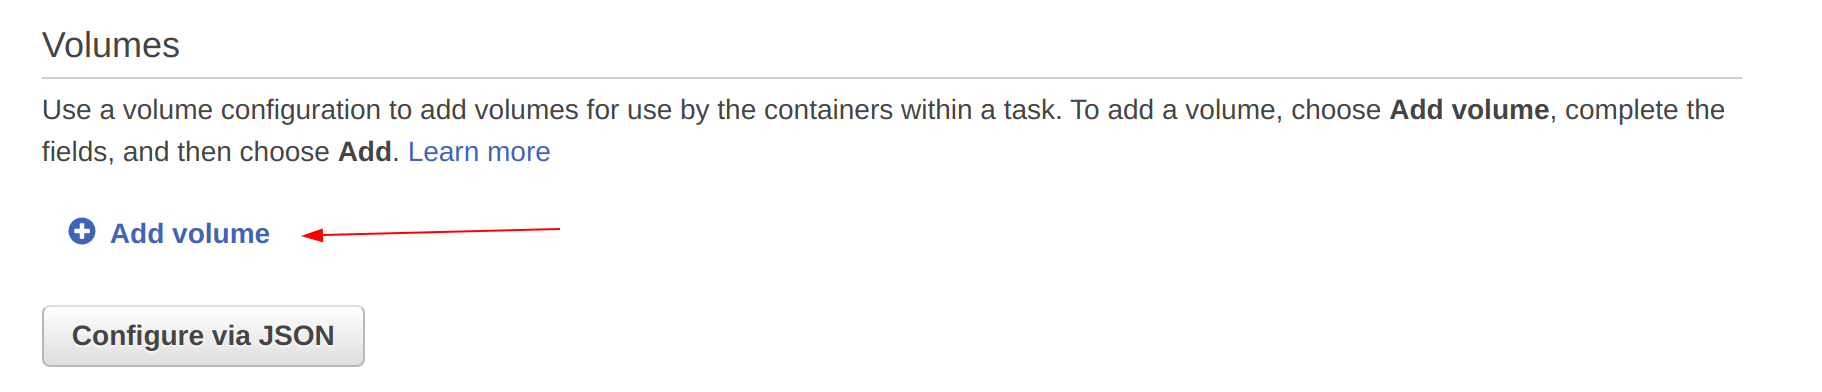 Volumes
Use a volume configuration to add volumes for use by the containers within a task. To add a volume, choose Add volume, complete the
fields, and then choose Add. Learn more
Add volume
Configure via JSON